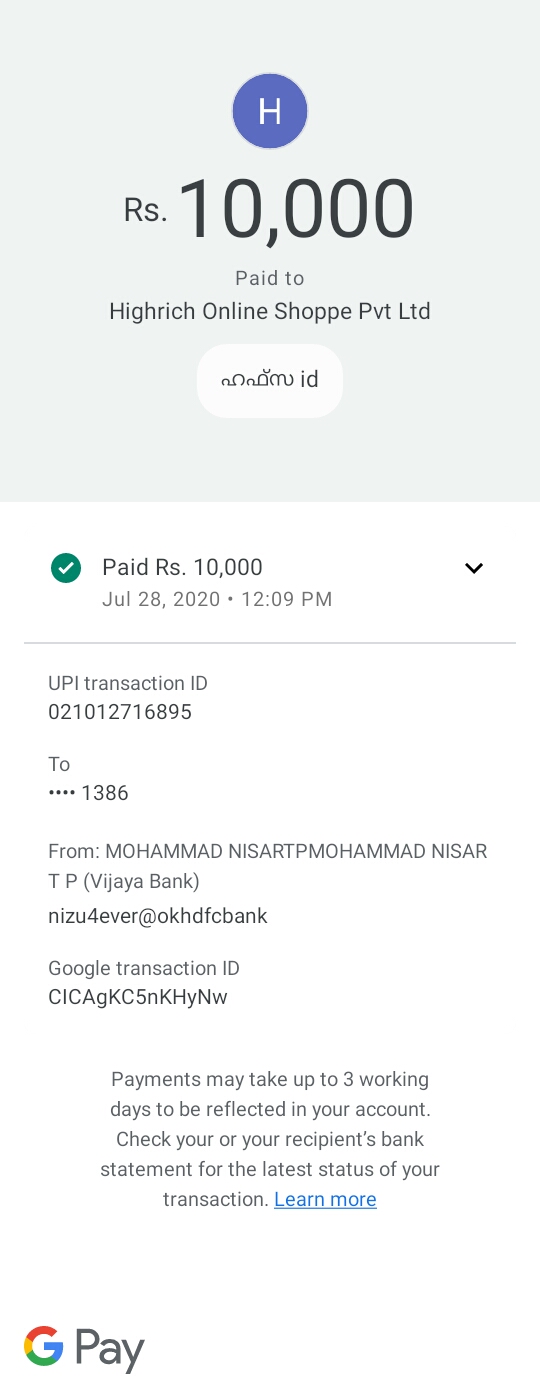 H
Rs. 10,000
Paid to
Highrich Online Shoppe Pvt Ltd
ഹഫ്സ id
Paid Rs. 10,000
Jul 28, 2020 • 12:09 PM
UPI transaction ID
021012716895
To
•••• 1386
From: MOHAMMAD NISARTPMOHAMMAD NISAR
T P (Vijaya Bank)
nizu4ever@okhdfcbank
Google transaction ID
CICAgKC5nKHyNw
Payments may take up to 3 working
days to be reflected in your account.
Check your or your recipient’s bank
statement for the latest status of your
transaction. Learn more
G Pay